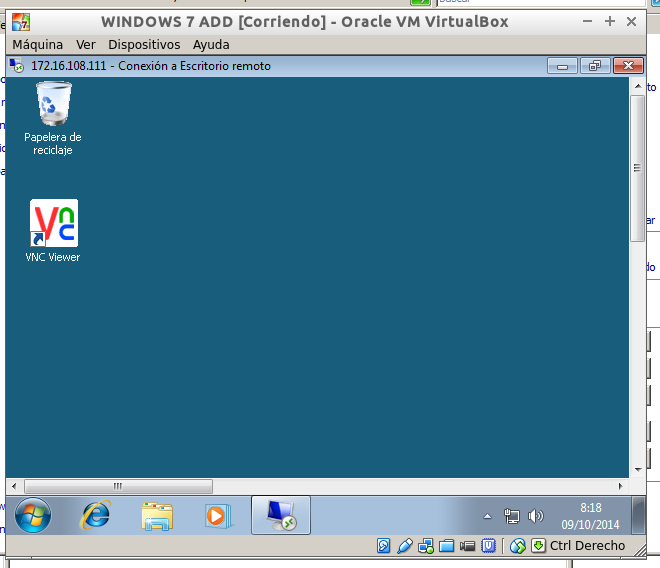 Buscar
WINDOWS 7 ADD [Corriendo] - Oracle VM VirtualBox
Máquina Ver Dispositivos Ayuda
172.16.108.111 - Conexión a Escritorio remoto
Papelera de
reciclaje
VNC Viewer
8:18
09/10/2014
Ctrl Derecho